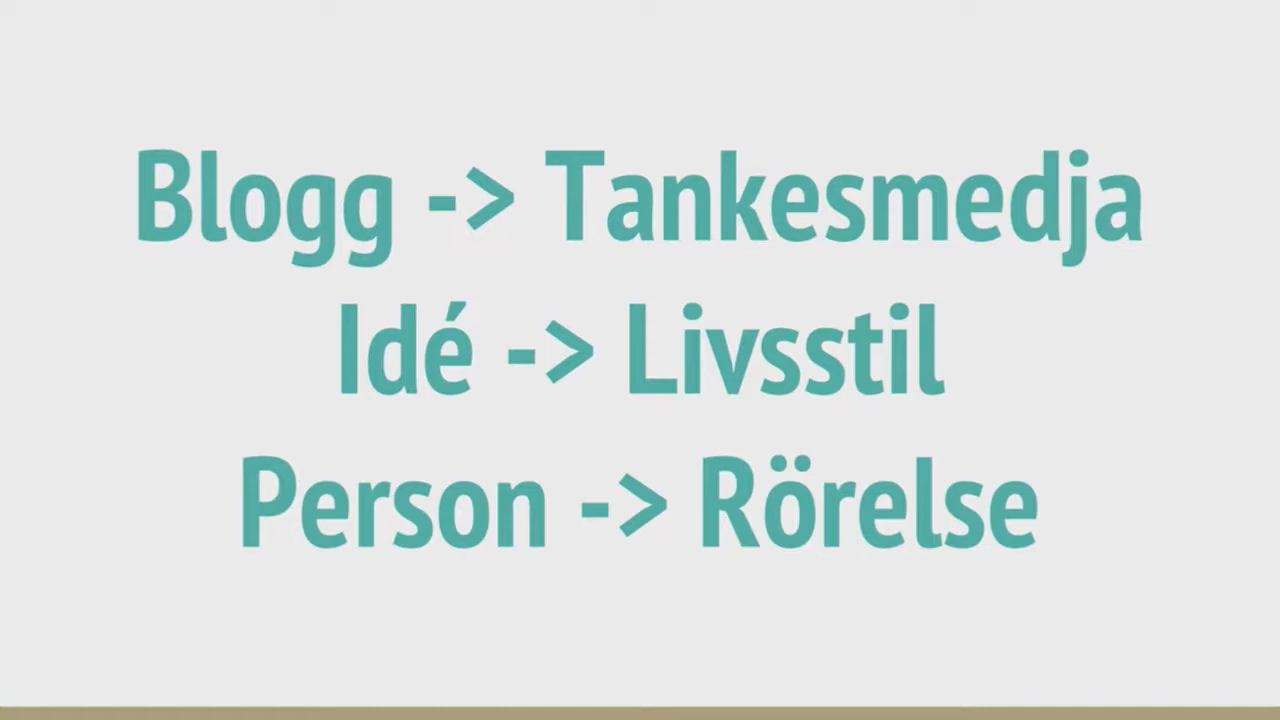 Blogg -> Tankesmedja
Idé -> Livsstil
Person -> Rörelse